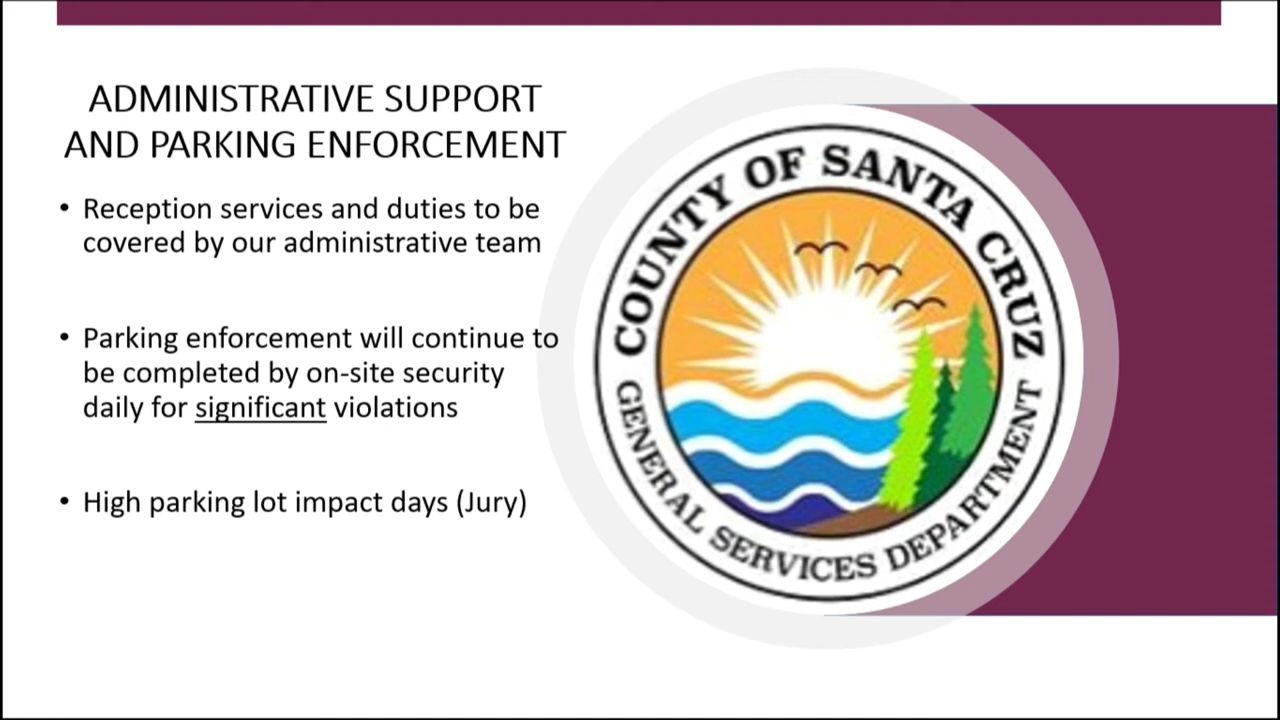 ADMINISTRATIVE SUPPORT
AND PARKING ENFORCEMENT
• Reception services and duties to be
covered by our administrative team
• Parking enforcement will continue to
be completed by on-site security
daily for significant violations
• High parking lot impact days (Jury)
COUNTY OF SANTA CRUZ
GENERAL SERVICES DEPARTMENT